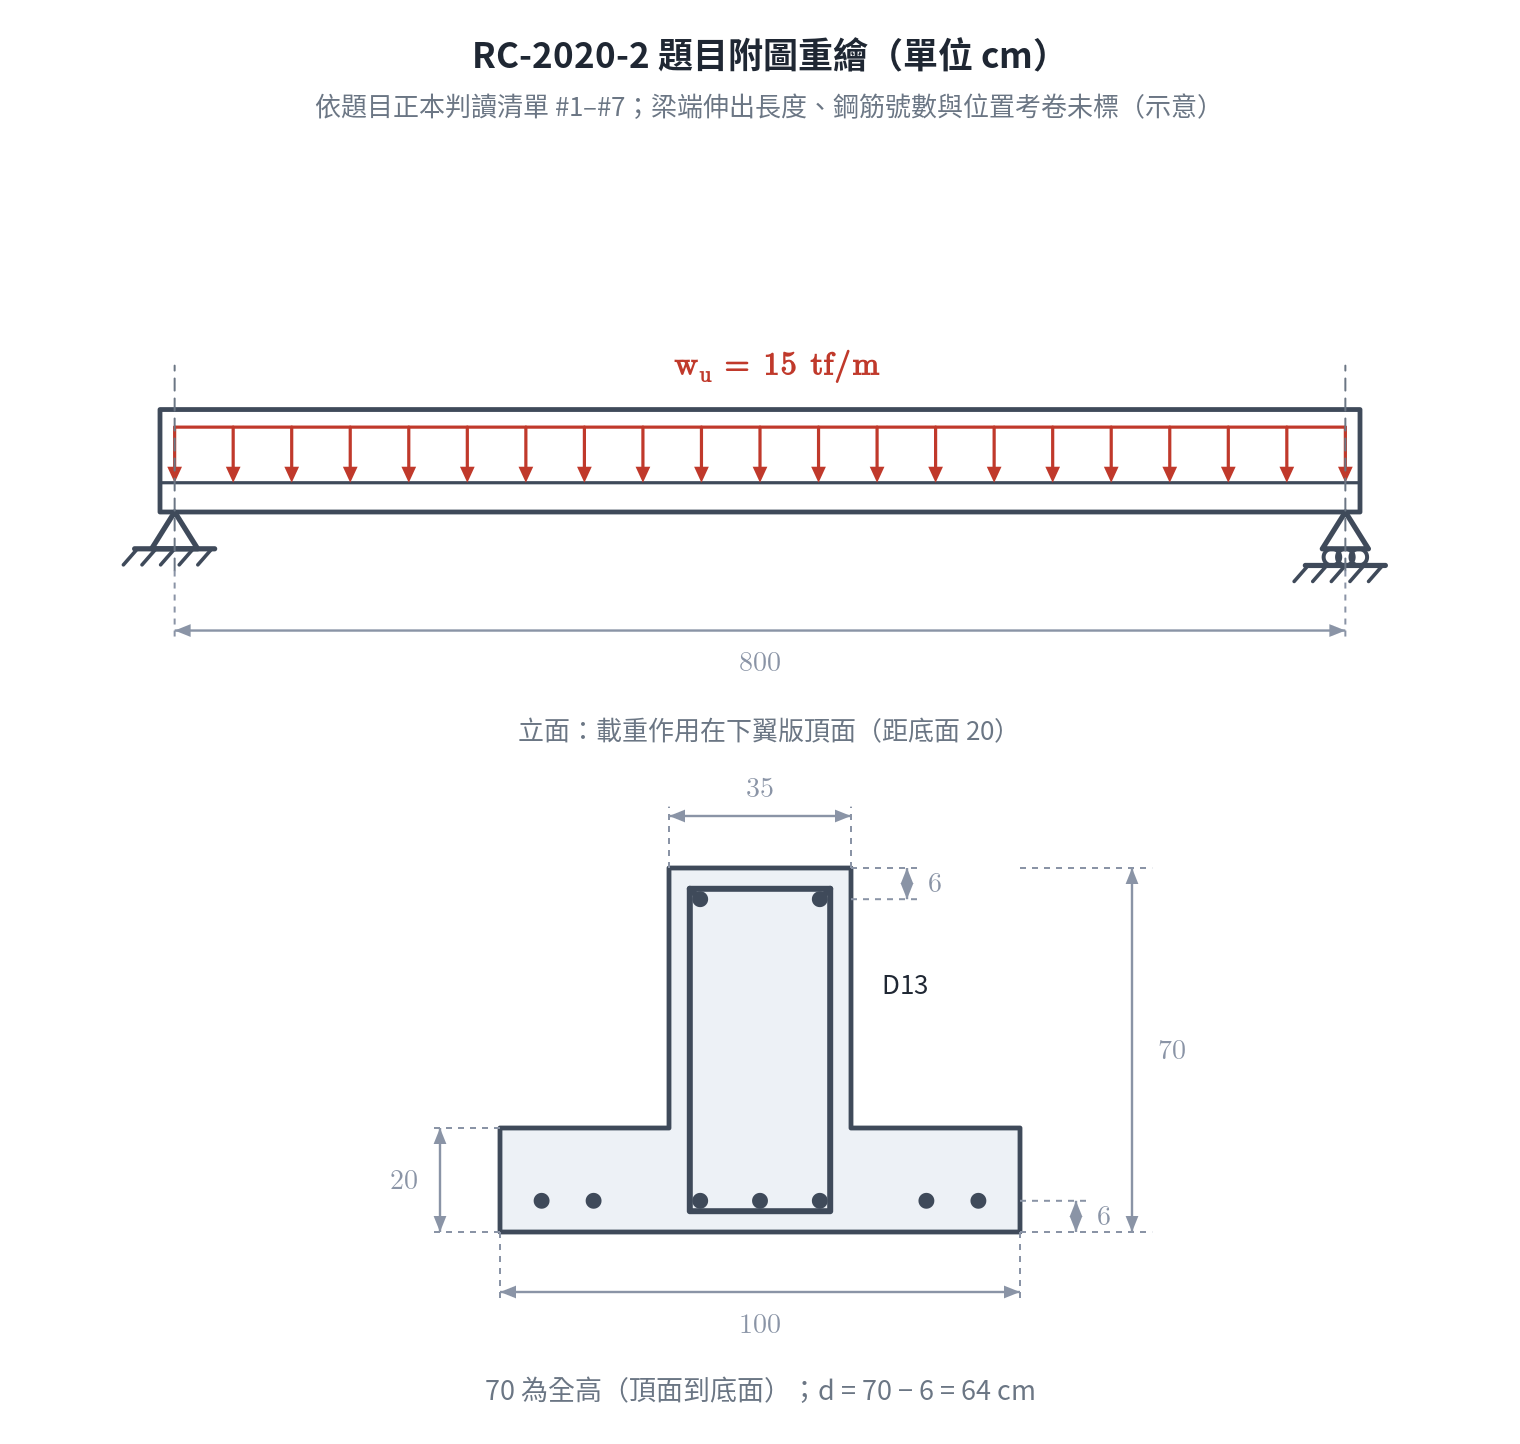 RC-2020-2 題目附圖重繪（單位 cm）
依題目正本判讀清單 #1–#7；梁端伸出長度、鋼筋號數與位置考卷未標（示意）
wu = 15 tf/m
800
立面：載重作用在下翼版頂面（距底面 20）
35
6
D13
70
20
6
100
70 為全高（頂面到底面）；d = 70 − 6 = 64 cm